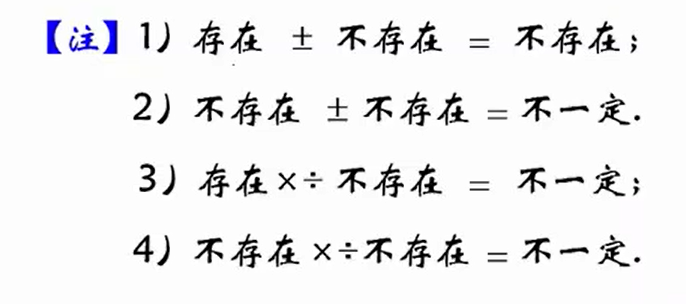 【注】1）存在 ± 不存在 = 不存在；
2）不存在 ± 不存在 = 不一定.
3）存在×÷ 不存在 = 不一定；
4）不存在×÷不存在 = 不一定.